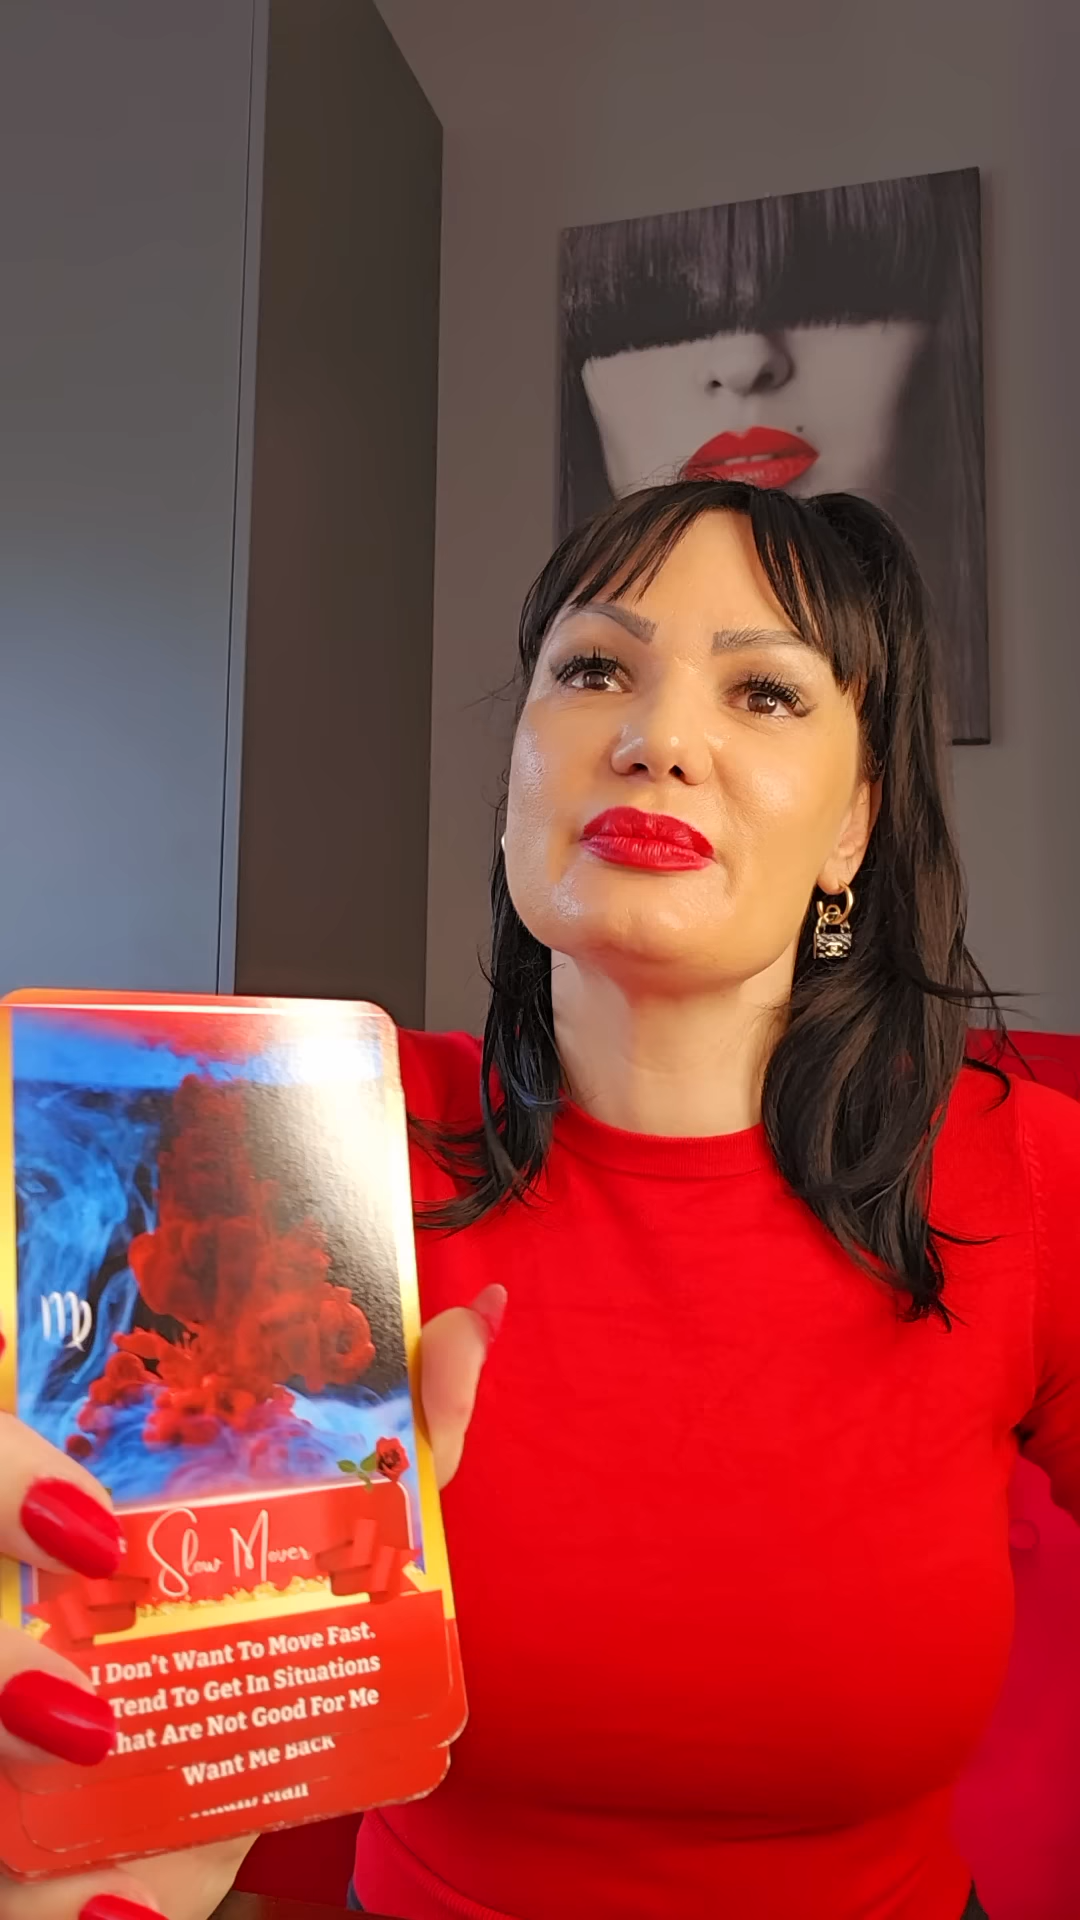 Slow Mover
I Don't Want To Move Fast.
Tend To Get In Situations
That Are Not Good For Me
Want Me Back